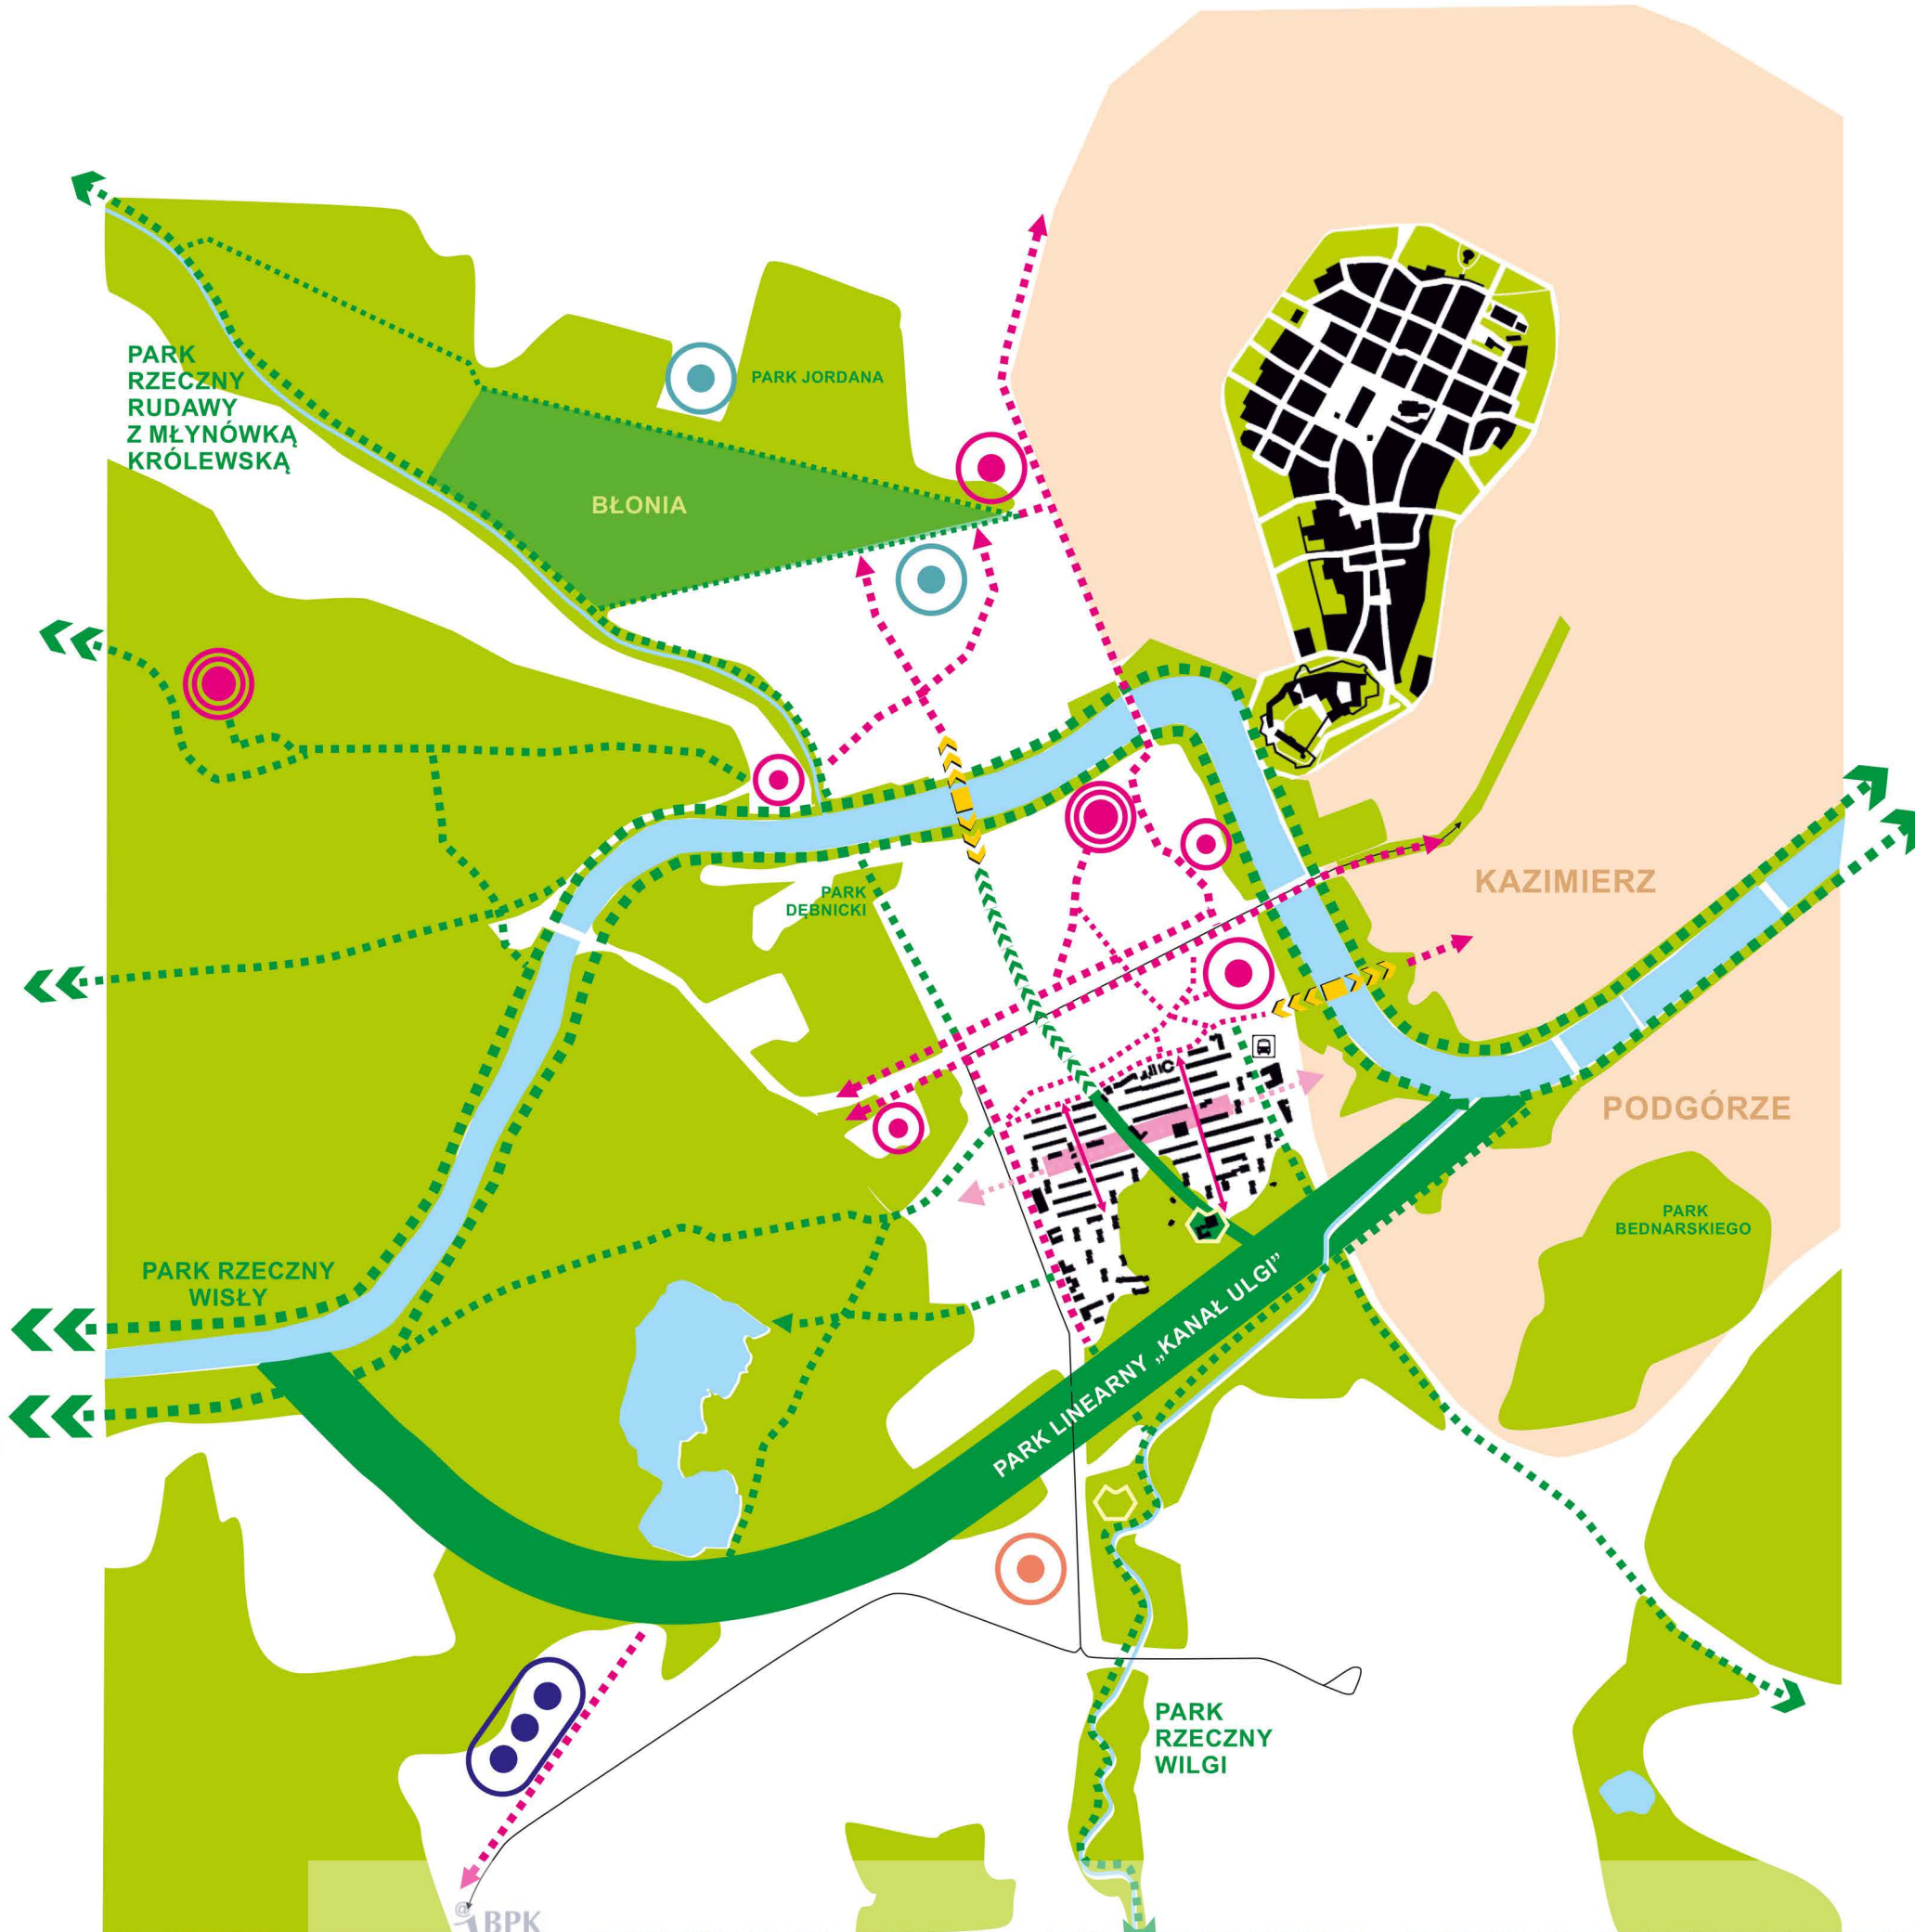 PARK
RZECZNY
RUDAWY
Z MŁYNÓWKĄ
KRÓLEWSKĄ
PARK JORDANA
BŁONIA
PARK
DĘBNICKI
KAZIMIERZ
PODGÓRZE
PARK
BEDNARSKIEGO
PARK RZECZNY
WISŁY
PARK LINEARNY „KANAŁ ULGI”
PARK
RZECZNY
WILGI
@
BPK